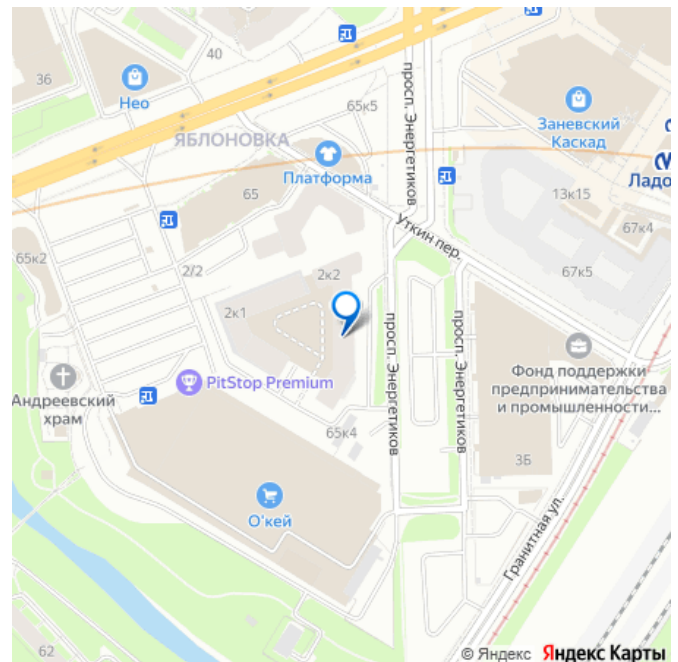 40
36
Нео
65к5
просп. Энергетиков
Заневский
Каскад
ЯБЛОНОВКА
Платформа
Ладо
65
13к15
67к4
Уткин пер.
65к2
2/2
2к2
67к5
2к1
просп. Энергетиков
просп. Энергетиков
Фонд поддержки
предпринимательства
и промышленности...
PitStop Premium
Андреевский
храм
65к4
3Б
О'кей
Гранитная ул.
62
© Яндекс Яндекс Карты